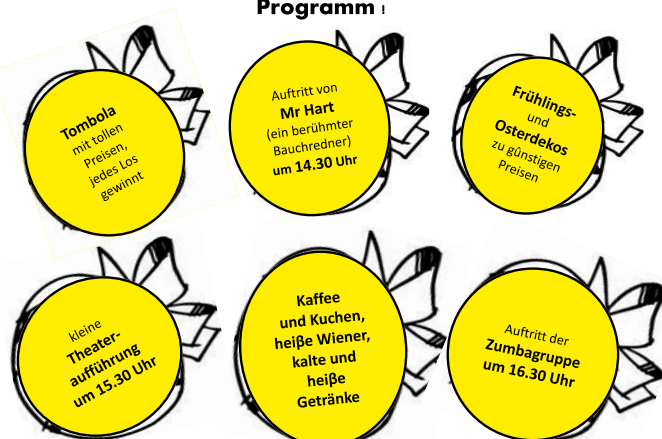 Programm !
Tombola
mit tollen
Preisen,
jedes Los
gewinnt
Auftritt von
Mr Hart
(ein berühmter
Bauchredner)
um 14.30 Uhr
Frühlings-
und
Osterdekos
zu günstigen
Preisen
kleine
Theater-
aufführung
um 15.30 Uhr
Kaffee
und Kuchen,
heiße Wiener,
kalte und
heiße
Getränke
Auftritt der
Zumbagruppe
um 16.30 Uhr